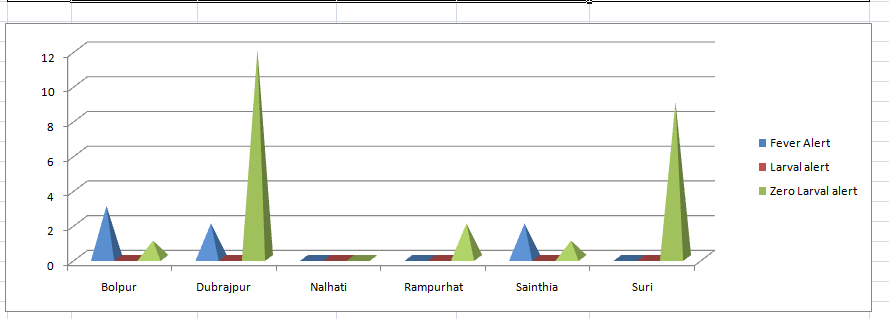 12
10
8
6
4
2
0
Bolpur Dubrajpur Nalhati Rampurhat Sainthia Suri
Fever Alert
Larval alert
Zero Larval alert